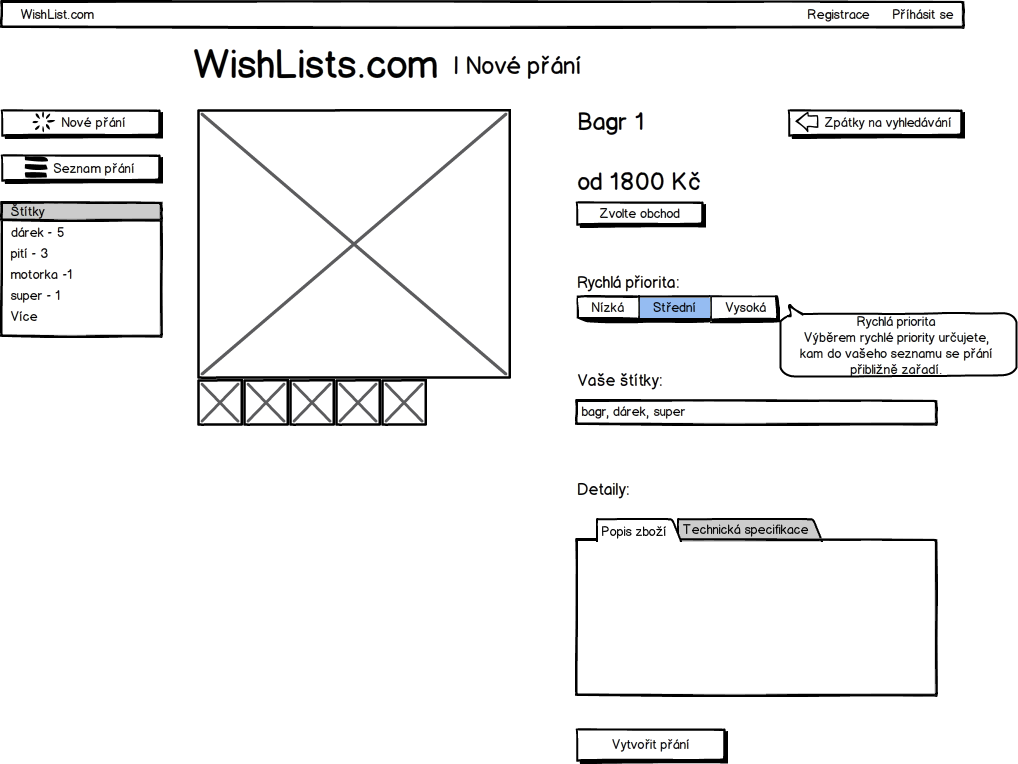 WishList.com
Registrace
Příhásit se
WishLists.com | Nové přání
Nové přání
Seznam přání
Štítky
dárek - 5
pití - 3
motorka -1
super - 1
Více
Bagr 1
Zpátky na vyhledávání
od 1800 Kč
Zvolte obchod
Rychlá přiorita:
Nízká
Střední
Vysoká
Rychlá priorita
Výběrem rychlé priority určujete,
kam do vašeho seznamu se přání
přibližně zařadí.
Vaše štítky:
bagr, dárek, super
Detaily:
Popis zboží
Technická specifikace
Vytvořit přání